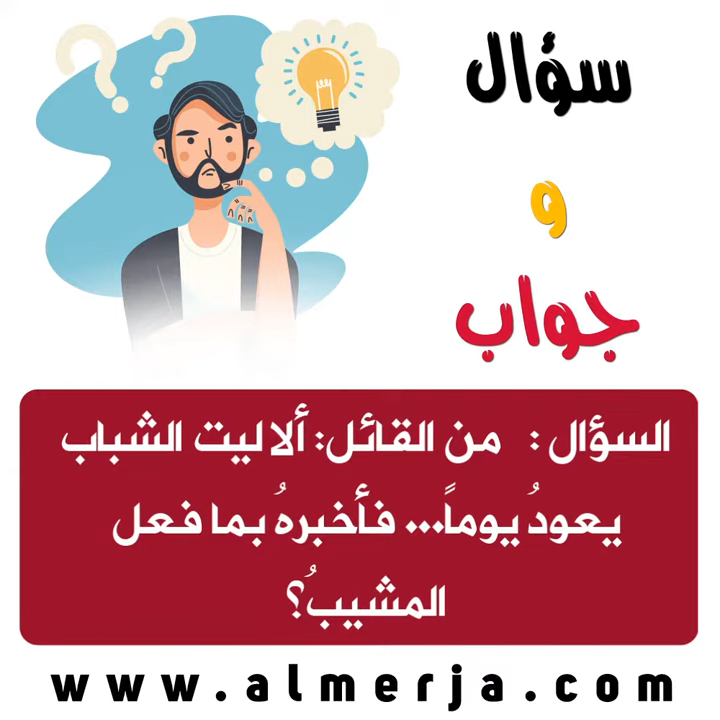 سؤال
و
جواب
السؤال : من القائل: ألا ليت الشباب
يعودُ يوماً... فأخبرهُ بما فعل
المشيبُ؟
www.almerja.com